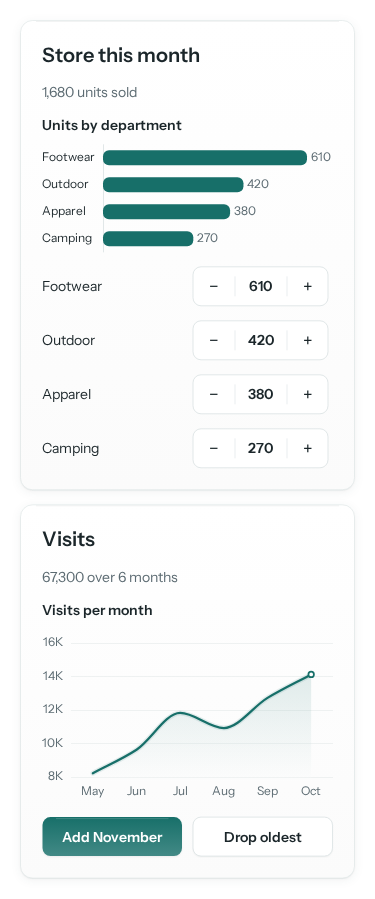 Store this month
1,680 units sold
Units by department
Footwear 610
Outdoor 420
Apparel 380
Camping 270
Footwear − 610 +
Outdoor − 420 +
Apparel − 380 +
Camping − 270 +
Visits
67,300 over 6 months
Visits per month
16K
14K
12K
10K
8K
May Jun Jul Aug Sep Oct
Add November Drop oldest